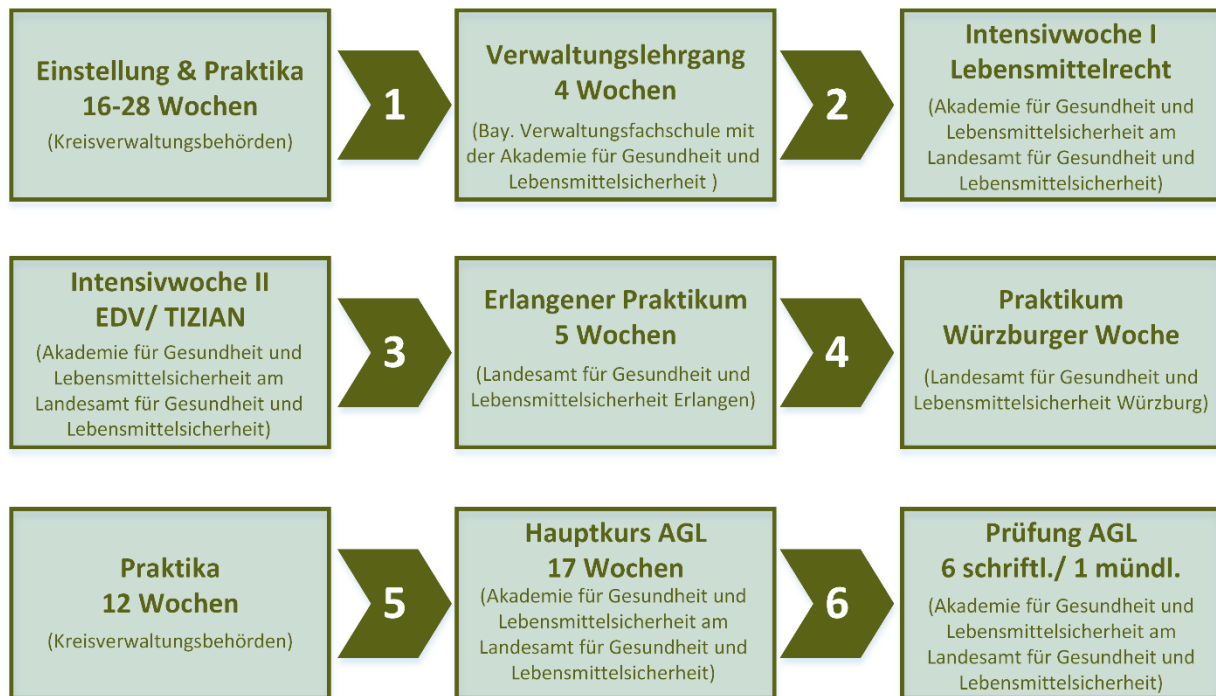 Einstellung & Praktika
16-28 Wochen
(Kreisverwaltungsbehörden)
1
Verwaltungslehrgang
4 Wochen
(Bay. Verwaltungsfachschule mit
der Akademie für Gesundheit und
Lebensmittelsicherheit )
2
Intensivwoche I
Lebensmittelrecht
(Akademie für Gesundheit und
Lebensmittelsicherheit am
Landesamt für Gesundheit und
Lebensmittelsicherheit)
Intensivwoche II
EDV/ TIZIAN
(Akademie für Gesundheit und
Lebensmittelsicherheit am
Landesamt für Gesundheit und
Lebensmittelsicherheit)
3
Erlangener Praktikum
5 Wochen
(Landesamt für Gesundheit und
Lebensmittelsicherheit Erlangen)
4
Praktikum
Würzburger Woche
(Landesamt für Gesundheit und
Lebensmittelsicherheit Würzburg)
Praktika
12 Wochen
(Kreisverwaltungsbehörden)
5
Hauptkurs AGL
17 Wochen
(Akademie für Gesundheit und
Lebensmittelsicherheit am
Landesamt für Gesundheit und
Lebensmittelsicherheit)
6
Prüfung AGL
6 schriftl./ 1 mündl.
(Akademie für Gesundheit und
Lebensmittelsicherheit am
Landesamt für Gesundheit und
Lebensmittelsicherheit)